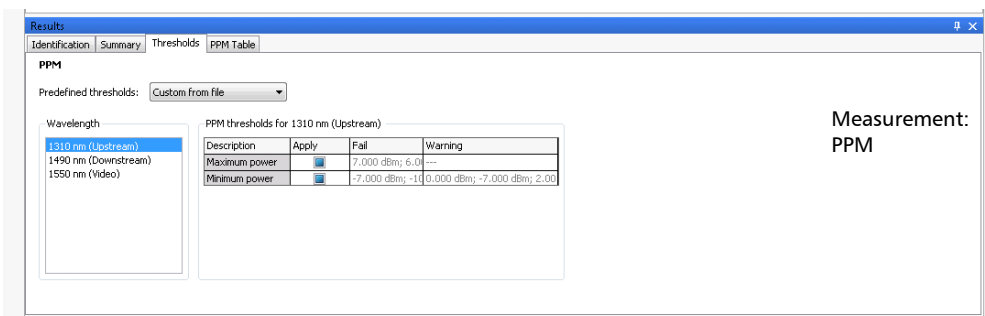 Results
Identification Summary Thresholds PPM Table
PPM
Predefined thresholds: Custom from file
Wavelength
1310 nm (Upstream)
1490 nm (Downstream)
1550 nm (Video)
PPM thresholds for 1310 nm (Upstream)
Description Apply Fail Warning
Maximum power 7.000 dBm; 6.0 ---
Minimum power -7.000 dBm; -10 0.000 dBm; -7.000 dBm; 2.00
Measurement:
PPM